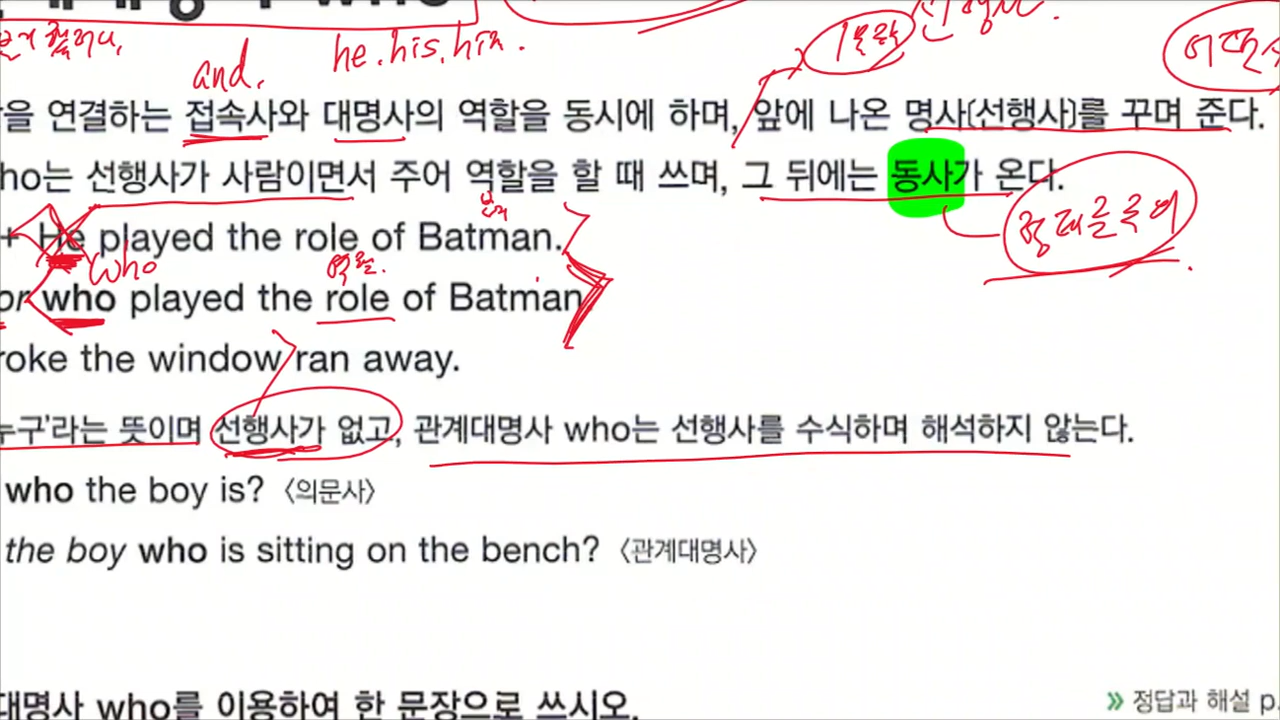 who
and. he. his. him.
을 연결하는 접속사와 대명사의 역할을 동시에 하며, 앞에 나온 명사(선행사)를 꾸며 준다.
who는 선행사가 사람이면서 주어 역할을 할 때 쓰며, 그 뒤에는 동사가 온다.
+ He played the role of Batman.
who 역할.
or who played the role of Batman
roke the window ran away.
누구'라는 뜻이며 선행사가 없고, 관계대명사 who는 선행사를 수식하며 해석하지 않는다.
who the boy is? 〈의문사〉
the boy who is sitting on the bench? 〈관계대명사〉
대명사 who를 이용하여 한 문장으로 쓰시오.
» 정답과 해설 p.